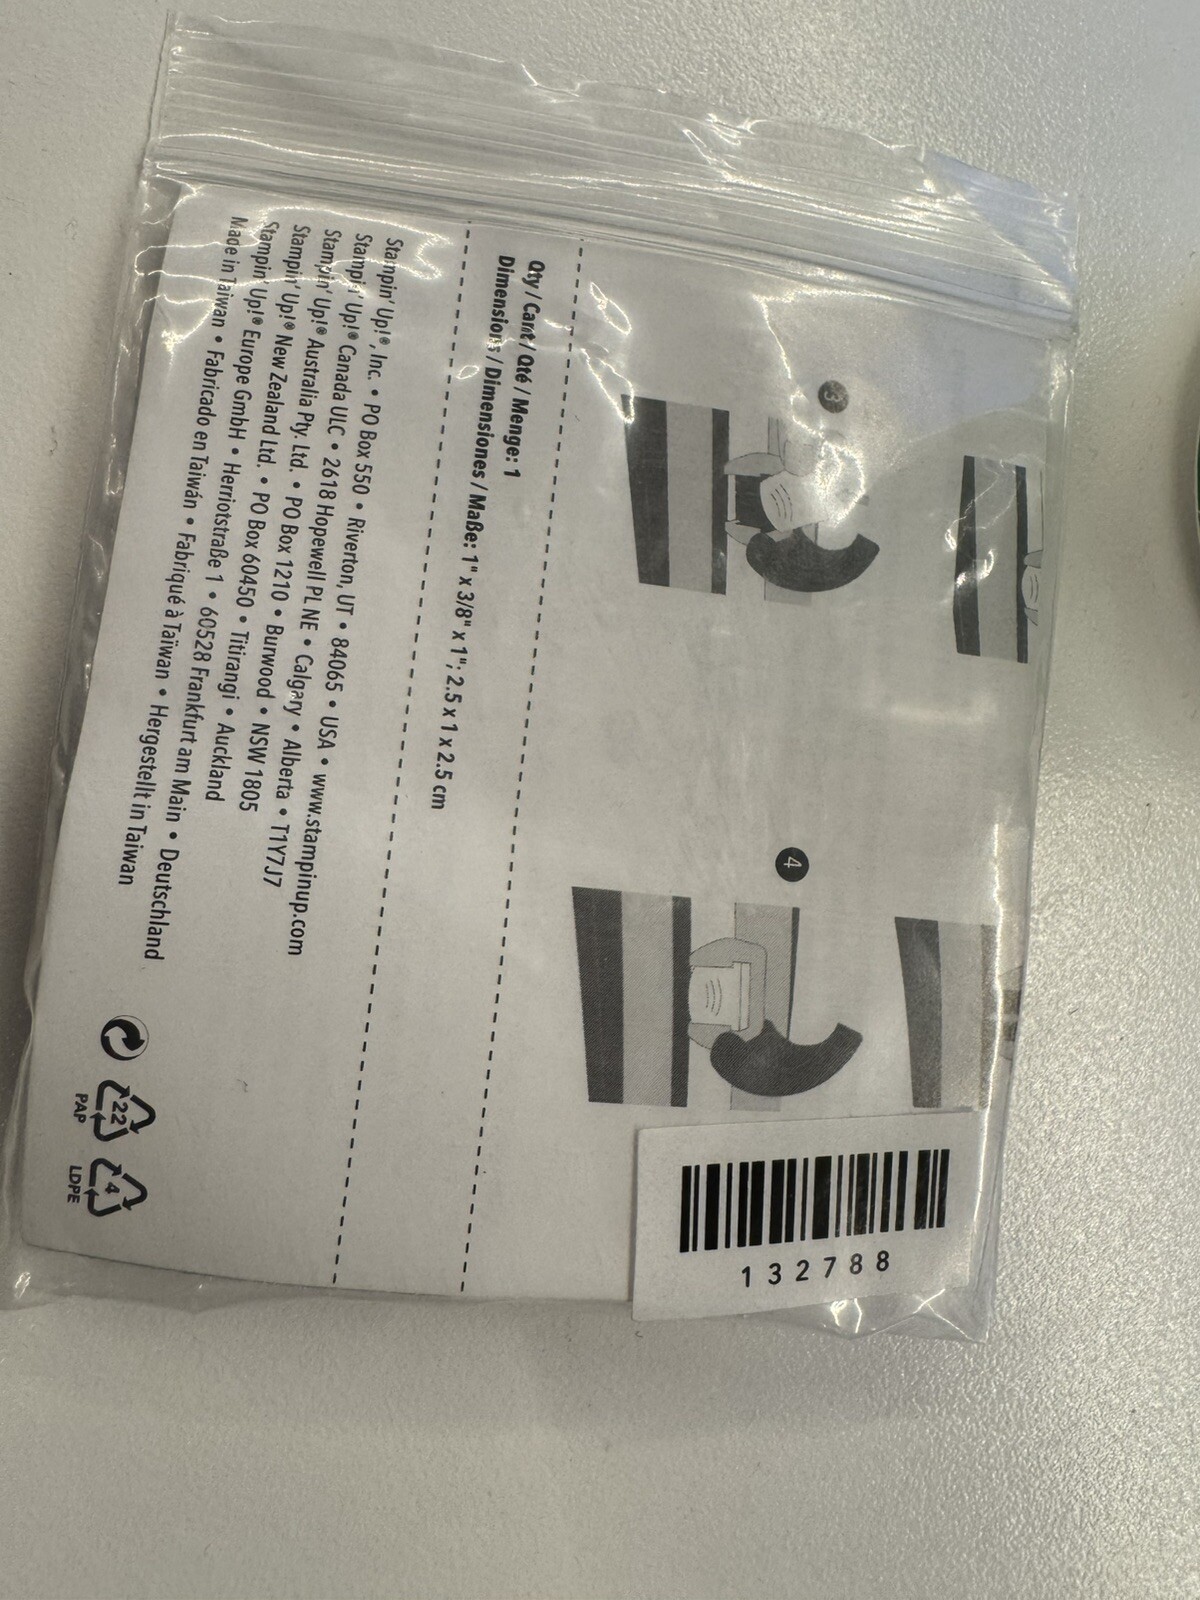 3
4
Qty / Cant / Qté / Menge: 1
Dimensions / Dimensiones / Maße: 1" x 3/8" x 1"; 2.5 x 1 x 2.5 cm
Stampin' Up!®, Inc. • PO Box 550 • Riverton, UT • 84065 • USA • www.stampinup.com
Stampin' Up!® Canada ULC • 2618 Hopewell Pl NE • Calgary • Alberta • T1Y7J7
Stampin' Up!® Australia Pty. Ltd. • PO Box 1210 • Burwood • NSW 1805
Stampin' Up!® New Zealand Ltd. • PO Box 60450 • Titirangi • Auckland
Stampin' Up!® Europe GmbH • Herriotstraße 1 • 60528 Frankfurt am Main • Deutschland
Made in Taiwan • Fabricado en Taiwán • Fabriqué à Taïwan • Hergestellt in Taiwan
22
PAP
4
LDPE
132788